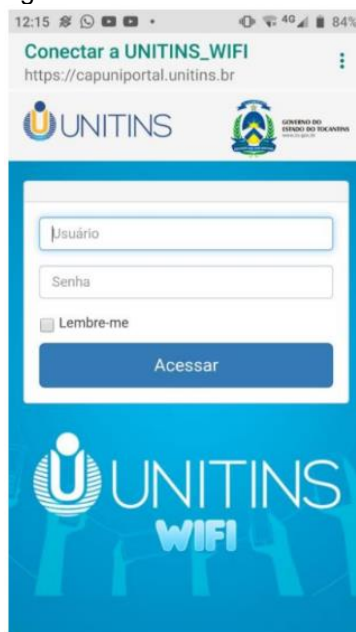 12:15 4G 84%
Conectar a UNITINS_WIFI
https://capuniportal.unitins.br
UNITINS
GOVERNO DO
ESTADO DO TOCANTINS
Usuário
Senha
Lembre-me
Acessar
UNITINS
WIFI